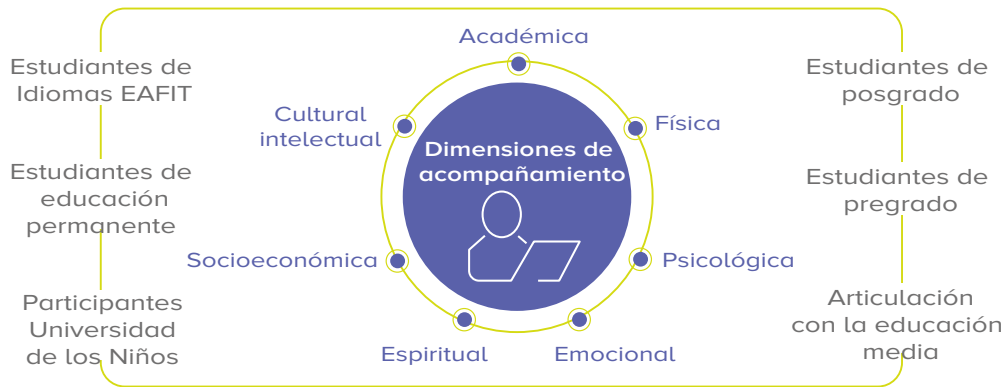 Académica
Estudiantes de
Idiomas EAFIT
Estudiantes de
posgrado
Cultural
intelectual
Física
Dimensiones de
acompañamiento
Estudiantes de
educación
permanente
Estudiantes de
pregrado
Socioeconómica
Psicológica
Participantes
Universidad
de los Niños
Articulación
con la educación
media
Espiritual
Emocional